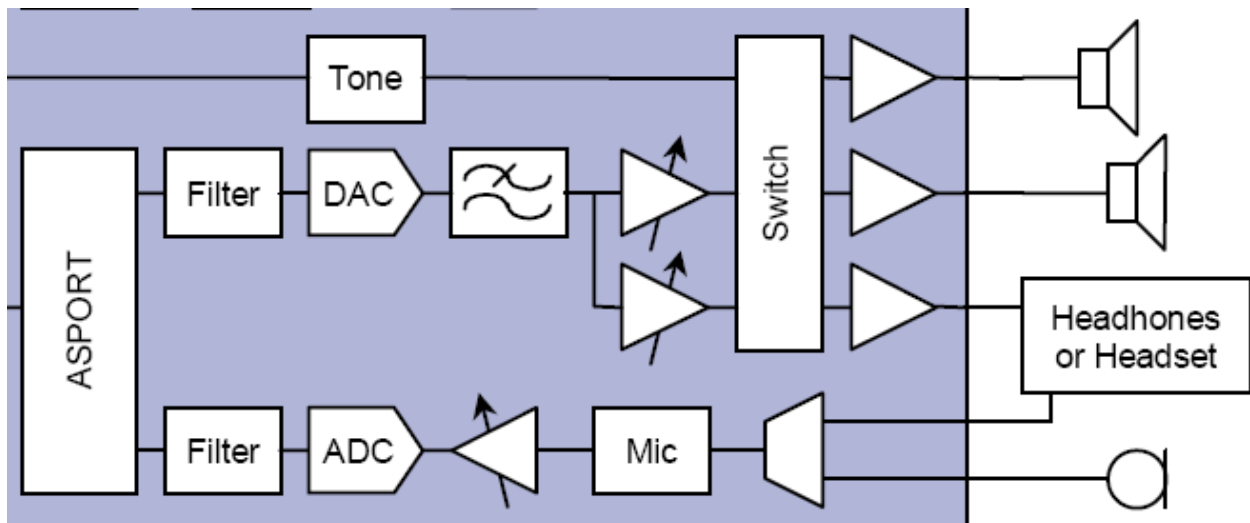 Tone
Filter
DAC
Switch
ASPORT
Headhones
or Headset
Filter
ADC
Mic